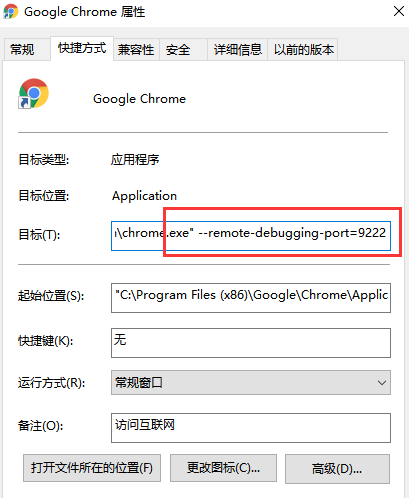 Google Chrome 属性
常规 快捷方式 兼容性 安全 详细信息 以前的版本
Google Chrome
目标类型: 应用程序
目标位置: Application
目标(T): \chrome.exe" --remote-debugging-port=9222
起始位置(S): "C:\Program Files (x86)\Google\Chrome\Applic
快捷键(K): 无
运行方式(R): 常规窗口
备注(O): 访问互联网
打开文件所在的位置(F) 更改图标(C)... 高级(D)...